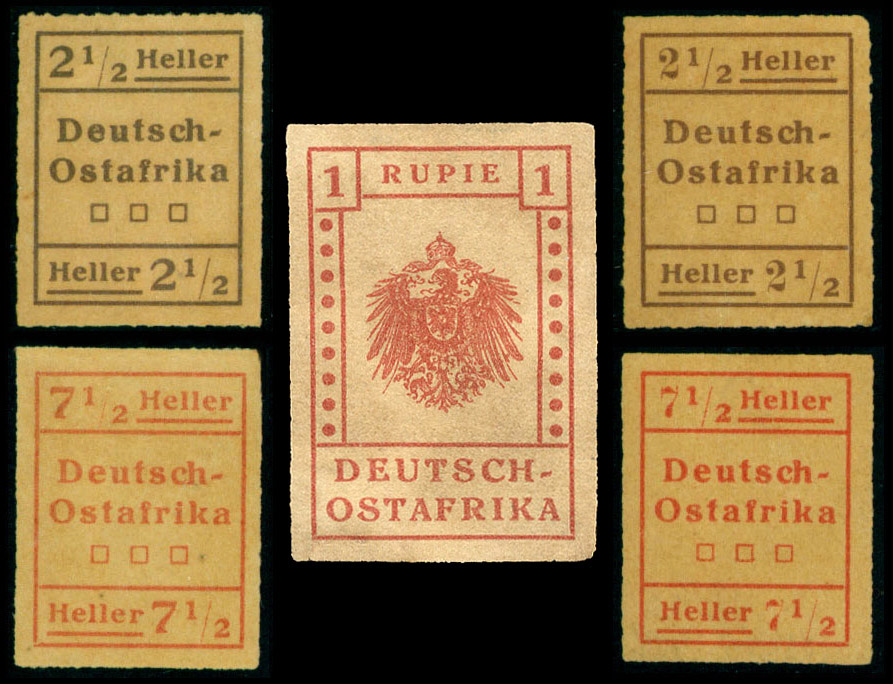 2 1/2 Heller
Deutsch-
Ostafrika
Heller 2 1/2
7 1/2 Heller
Deutsch-
Ostafrika
Heller 7 1/2
1 RUPIE 1
DEUTSCH-
OSTAFRIKA
2 1/2 Heller
Deutsch-
Ostafrika
Heller 2 1/2
7 1/2 Heller
Deutsch-
Ostafrika
Heller 7 1/2